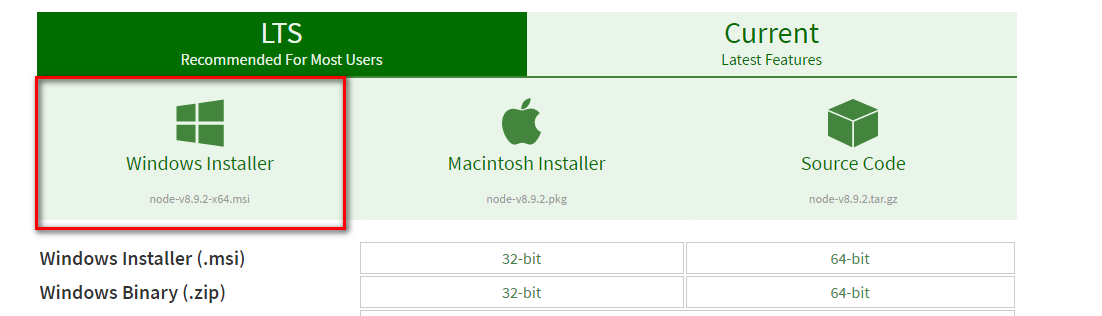 LTS
Recommended For Most Users
Current
Latest Features
Windows Installer
node-v8.9.2-x64.msi
Macintosh Installer
node-v8.9.2.pkg
Source Code
node-v8.9.2.tar.gz
Windows Installer (.msi) 32-bit 64-bit
Windows Binary (.zip) 32-bit 64-bit